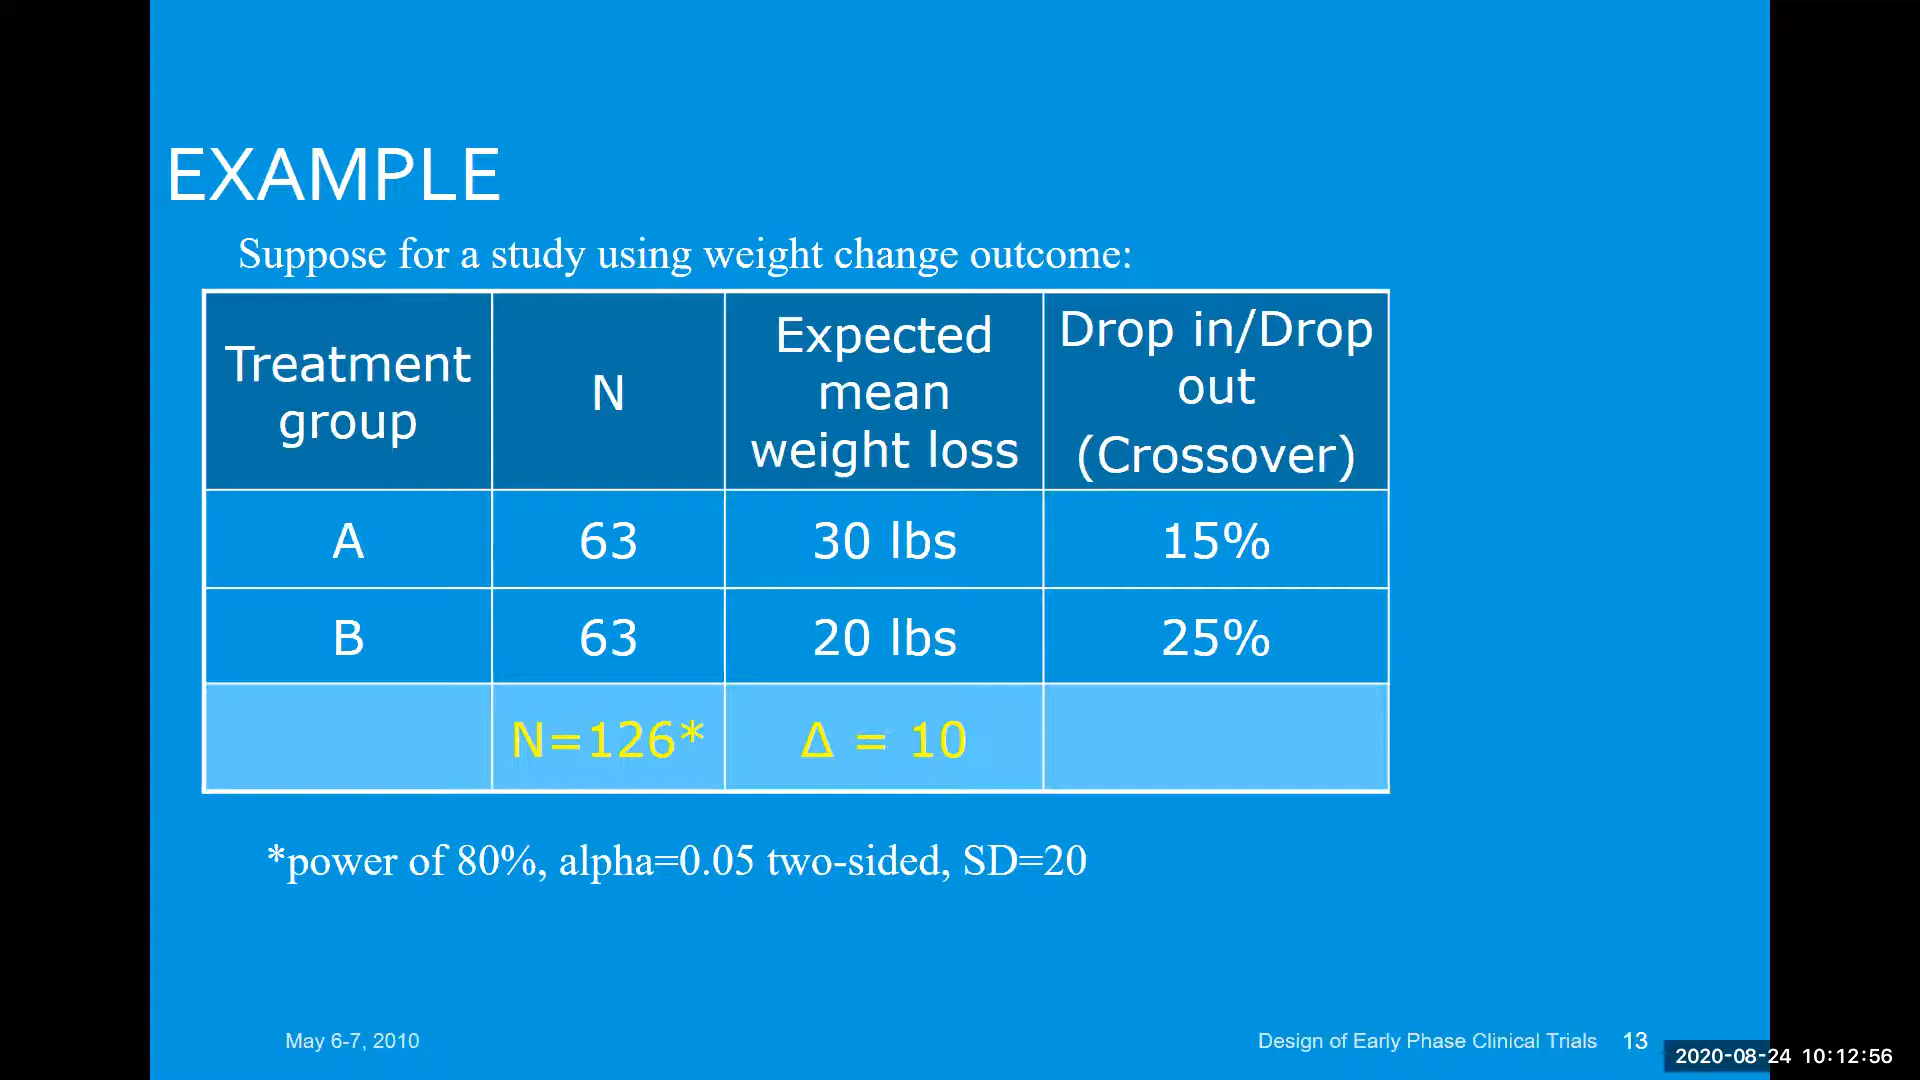 EXAMPLE
Suppose for a study using weight change outcome:
Treatment
group
N
Expected
mean
weight loss
Drop in/Drop
out
(Crossover)
A
63
30 lbs
15%
B
63
20 lbs
25%
N=126*
Δ = 10
*power of 80%, alpha=0.05 two-sided, SD=20
May 6-7, 2010
Design of Early Phase Clinical Trials
13
2020-08-24 10:12:56